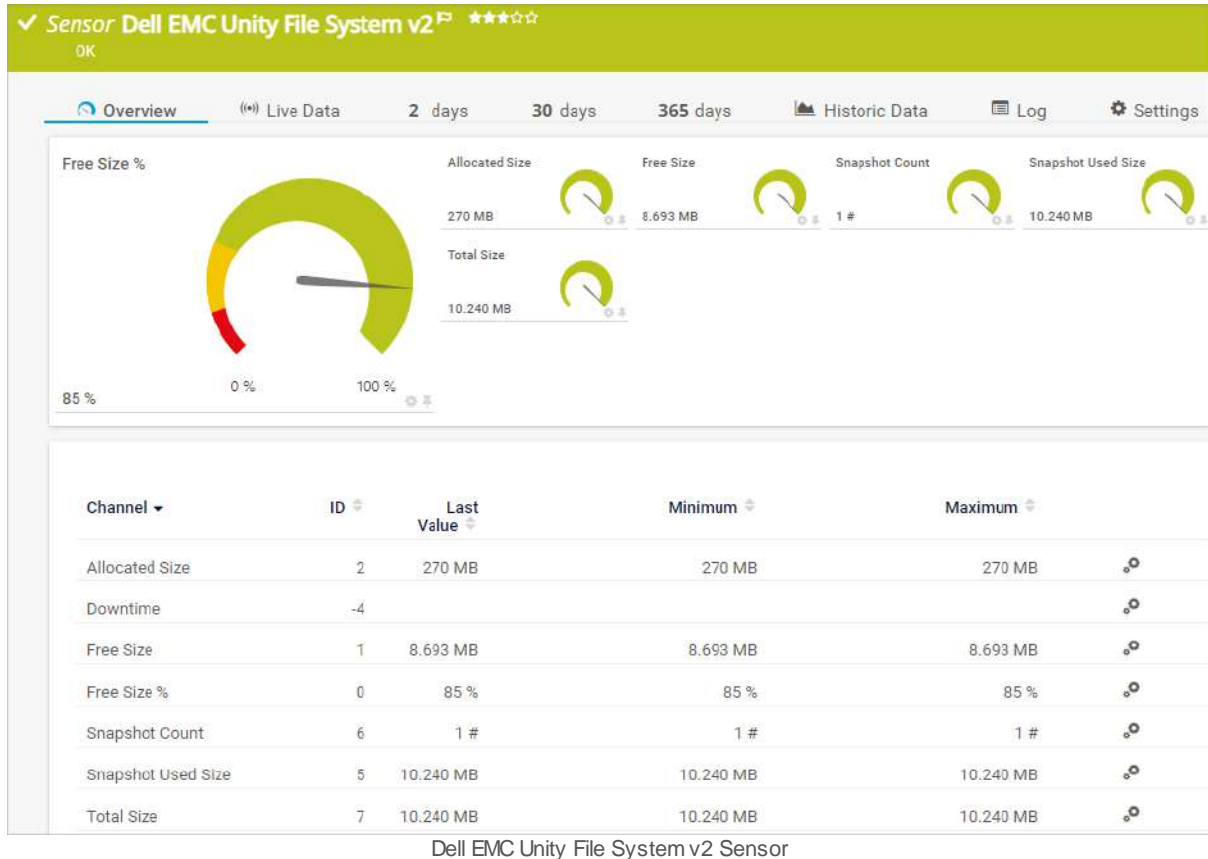 Sensor Dell EMC Unity File System v2
OK
Overview Live Data 2 days 30 days 365 days Historic Data Log Settings
Free Size %
85 %
0 % 100 %
Allocated Size
270 MB
Free Size
8.693 MB
Snapshot Count
1 #
Snapshot Used Size
10.240 MB
Total Size
10.240 MB
Channel ID Last Value Minimum Maximum
Allocated Size 2 270 MB 270 MB 270 MB
Downtime -4
Free Size 1 8.693 MB 8.693 MB 8.693 MB
Free Size % 0 85 % 85 % 85 %
Snapshot Count 6 1 # 1 # 1 #
Snapshot Used Size 5 10.240 MB 10.240 MB 10.240 MB
Total Size 7 10.240 MB 10.240 MB 10.240 MB
Dell EMC Unity File System v2 Sensor